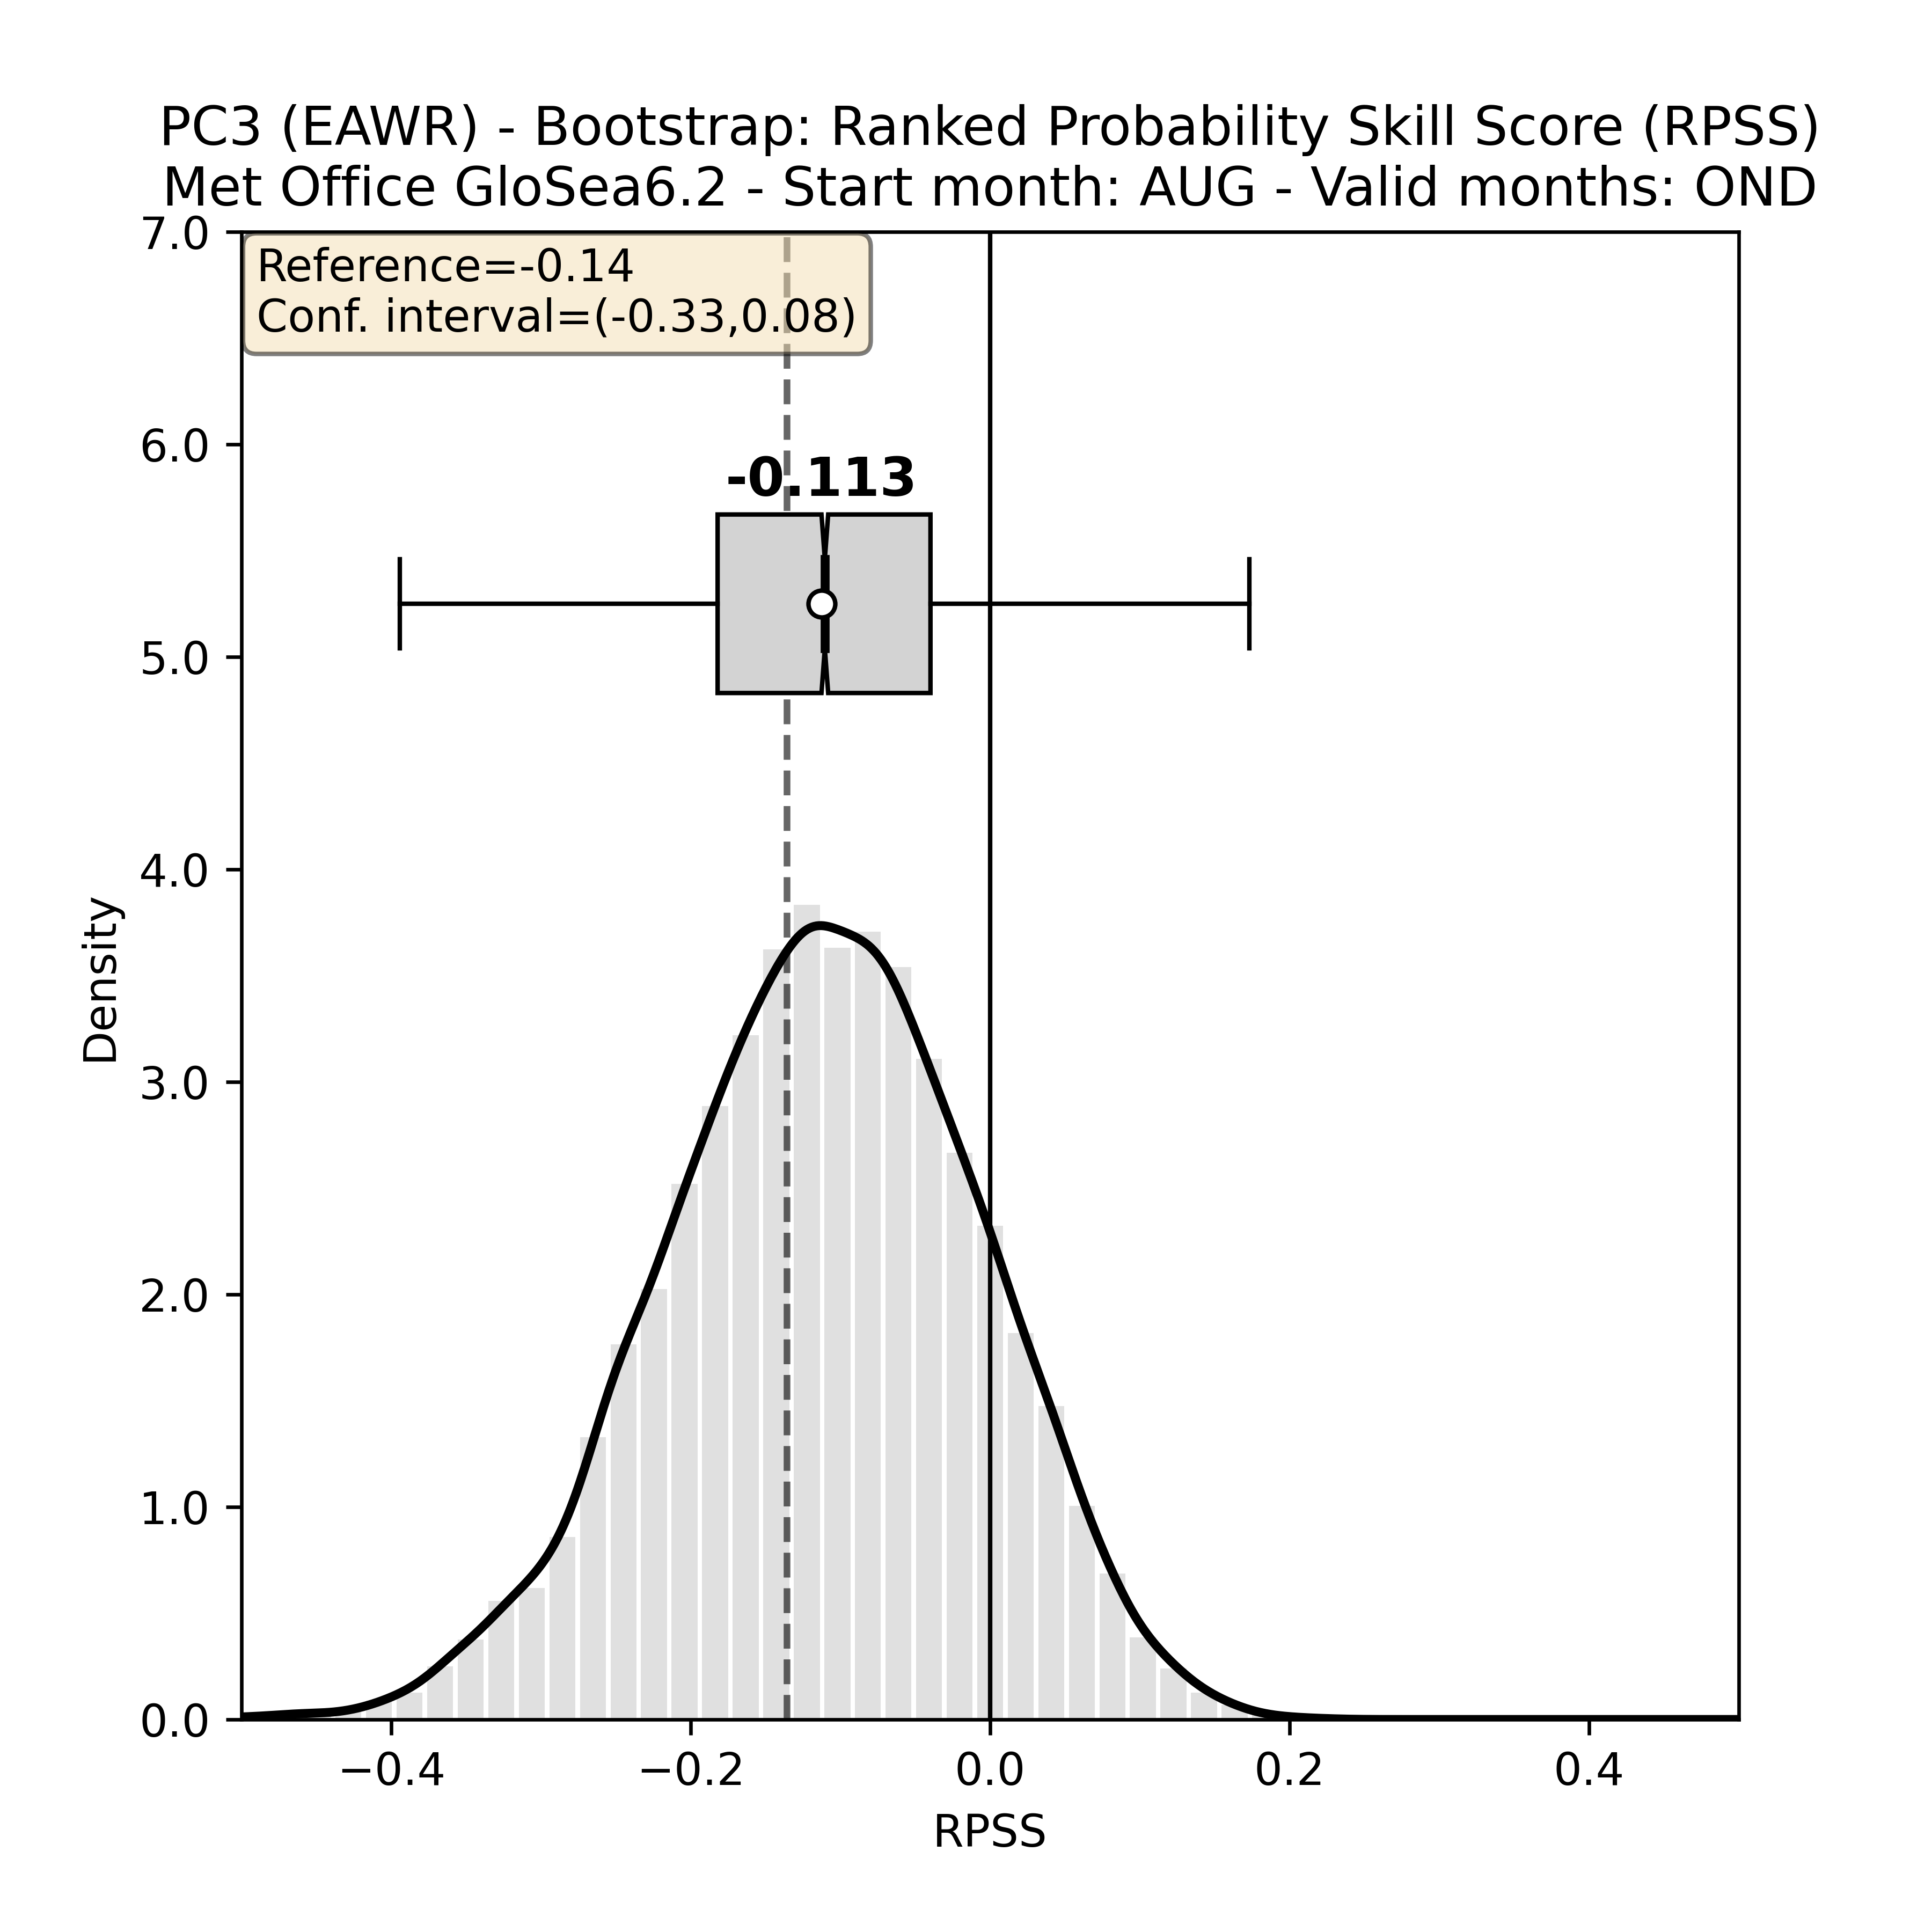 PC3 (EAWR) - Bootstrap: Ranked Probability Skill Score (RPSS)
Met Office GloSea6.2 - Start month: AUG - Valid months: OND
Reference=-0.14
Conf. interval=(-0.33,0.08)
-0.113
7.0
6.0
5.0
4.0
3.0
2.0
1.0
0.0
Density
−0.4 −0.2 0.0 0.2 0.4
RPSS